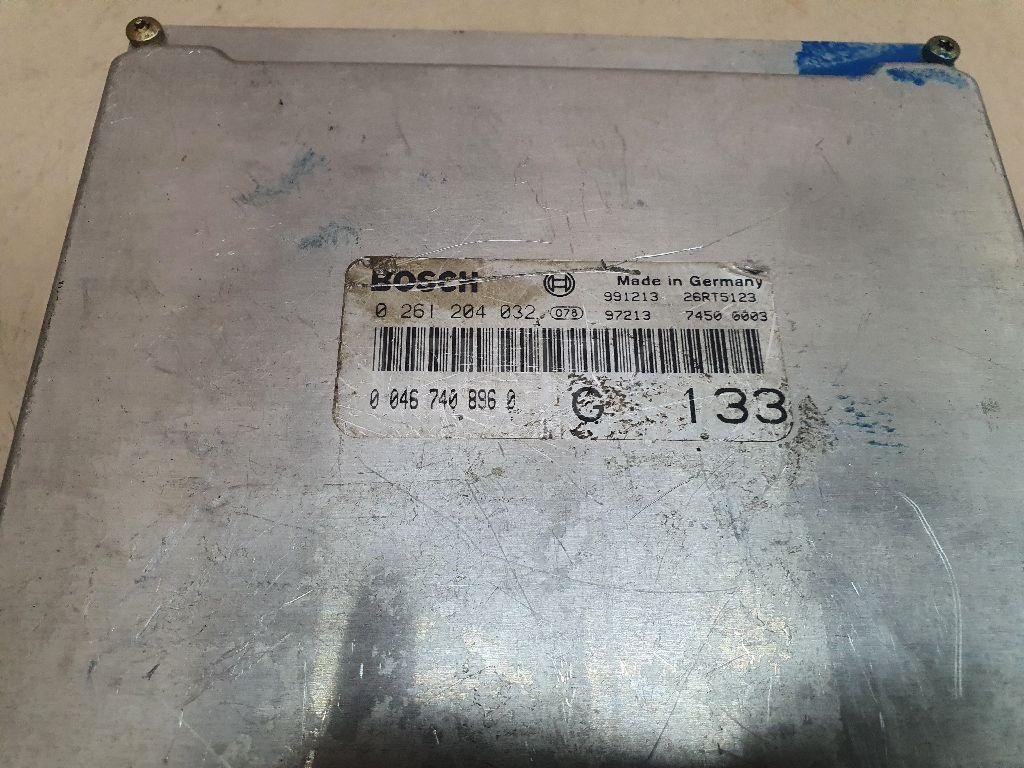 BOSCH Made in Germany
991213 26RT5123
0 261 204 032 078 97213 7450 0003
0 046 740 896 0 G 133